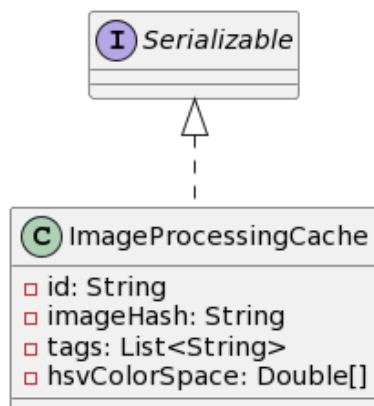 I Serializable
C ImageProcessingCache
id: String
imageHash: String
tags: List<String>
hsvColorSpace: Double[]